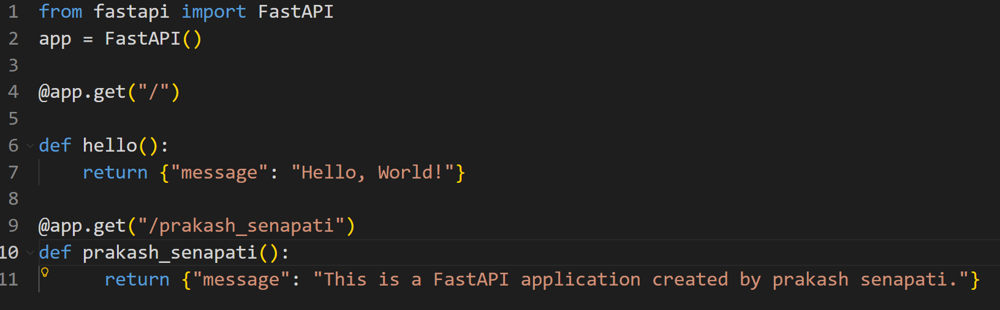 1 from fastapi import FastAPI
2 app = FastAPI()
3
4 @app.get("/")
5
6 def hello():
7     return {"message": "Hello, World!"}
8
9 @app.get("/prakash_senapati")
10 def prakash_senapati():
11       return {"message": "This is a FastAPI application created by prakash senapati."}